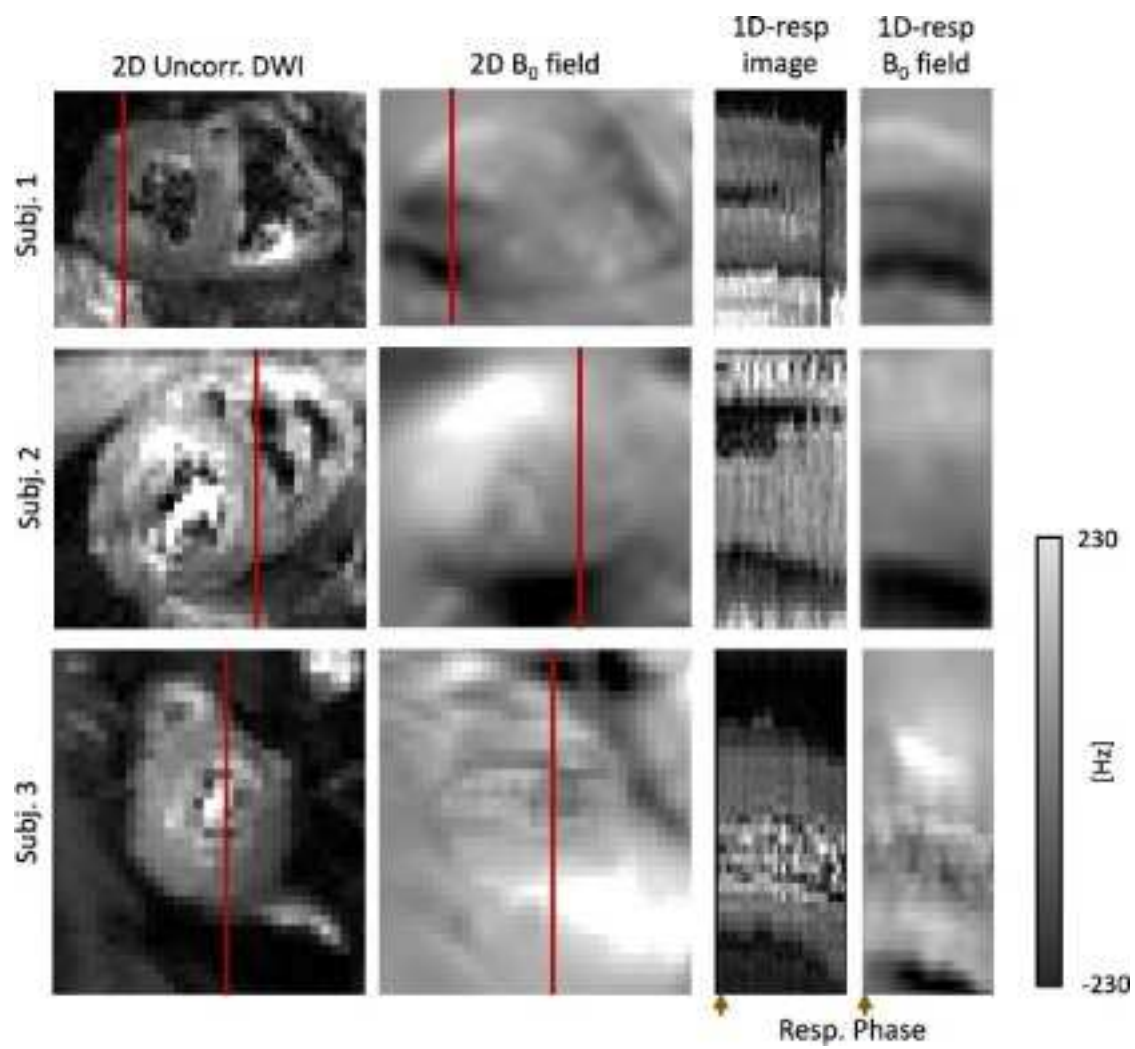 2D Uncorr. DWI
2D B₀ field
1D-resp
image
1D-resp
B₀ field
Subj. 1
Subj. 2
Subj. 3
230
[Hz]
-230
Resp. Phase